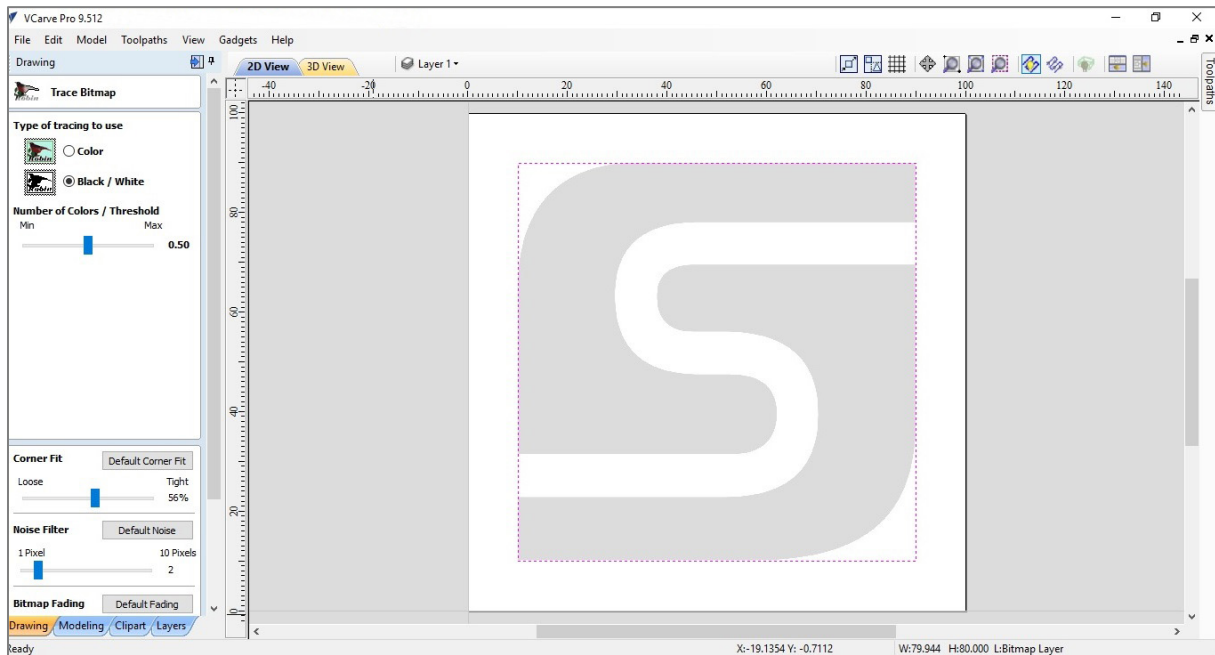 VCarve Pro 9.512
File Edit Model Toolpaths View Gadgets Help
Drawing
2D View 3D View Layer 1
Toolpaths
Trace Bitmap
-40 -20 0 20 40 60 80 100 120 140
100
80
60
40
20
0
Type of tracing to use
Color
Black / White
Number of Colors / Threshold
Min Max
0.50
Corner Fit Default Corner Fit
Loose Tight
56%
Noise Filter Default Noise
1 Pixel 10 Pixels
2
Bitmap Fading Default Fading
Drawing Modeling Clipart Layers
Ready X:-19.1354 Y: -0.7112 W:79.944 H:80.000 L:Bitmap Layer